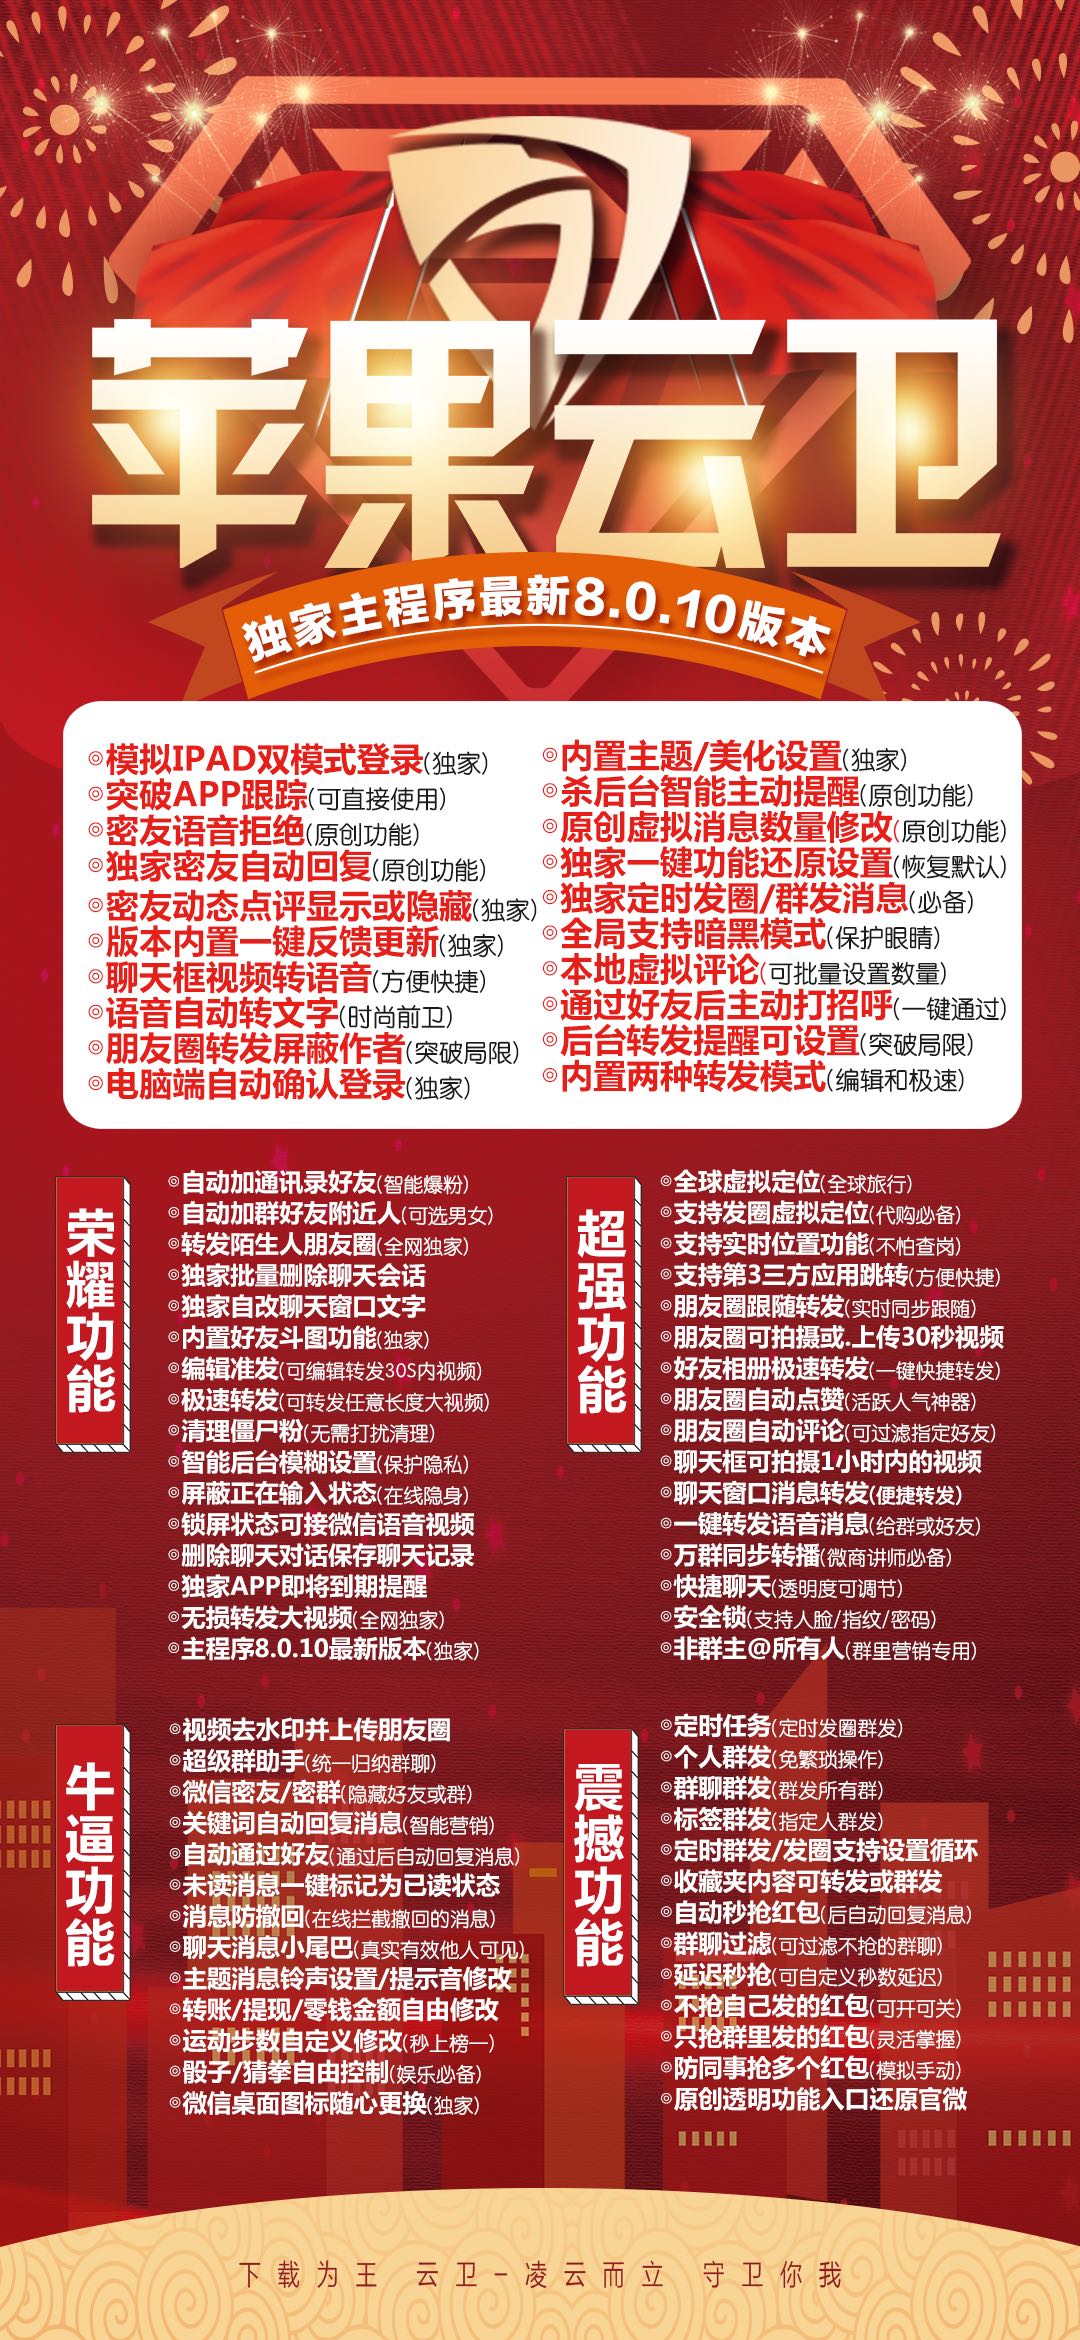 苹果云卫
独家主程序最新8.0.10版本
◎模拟IPAD双模式登录(独家)
◎突破APP跟踪(可直接使用)
◎密友语音拒绝(原创功能)
◎独家密友自动回复(原创功能)
◎密友动态点评显示或隐藏(独家)
◎版本内置一键反馈更新(独家)
◎聊天框视频转语音(方便快捷)
◎语音自动转文字(时尚前卫)
◎朋友圈转发屏蔽作者(突破局限)
◎电脑端自动确认登录(独家)
◎内置主题/美化设置(独家)
◎杀后台智能主动提醒(原创功能)
◎原创虚拟消息数量修改(原创功能)
◎独家一键功能还原设置(恢复默认)
◎独家定时发圈/群发消息(必备)
◎全局支持暗黑模式(保护眼睛)
◎本地虚拟评论(可批量设置数量)
◎通过好友后主动打招呼(一键通过)
◎后台转发提醒可设置(突破局限)
◎内置两种转发模式(编辑和极速)
荣耀功能
◎自动加通讯录好友(智能爆粉)
◎自动加群好友附近人(可选男女)
◎转发陌生人朋友圈(全网独家)
◎独家批量删除聊天会话
◎独家自改聊天窗口文字
◎内置好友斗图功能(独家)
◎编辑准发(可编辑转发30S内视频)
◎极速转发(可转发任意长度大视频)
◎清理僵尸粉(无需打扰清理)
◎智能后台模糊设置(保护隐私)
◎屏蔽正在输入状态(在线隐身)
◎锁屏状态可接微信语音视频
◎删除聊天对话保存聊天记录
◎独家APP即将到期提醒
◎无损转发大视频(全网独家)
◎主程序8.0.10最新版本(独家)
超强功能
◎全球虚拟定位(全球旅行)
◎支持发圈虚拟定位(代购必备)
◎支持实时位置功能(不怕查岗)
◎支持第3三方应用跳转(方便快捷)
◎朋友圈跟随转发(实时同步跟随)
◎朋友圈可拍摄或.上传30秒视频
◎好友相册极速转发(一键快捷转发)
◎朋友圈自动点赞(活跃人气神器)
◎朋友圈自动评论(可过滤指定好友)
◎聊天框可拍摄1小时内的视频
◎聊天窗口消息转发(便捷转发)
◎一键转发语音消息(给群或好友)
◎万群同步转播(微商讲师必备)
◎快捷聊天(透明度可调节)
◎安全锁(支持人脸/指纹/密码)
◎非群主@所有人(群里营销专用)
牛逼功能
◎视频去水印并上传朋友圈
◎超级群助手(统一归纳群聊)
◎微信密友/密群(隐藏好友或群)
◎关键词自动回复消息(智能营销)
◎自动通过好友(通过后自动回复消息)
◎未读消息一键标记为已读状态
◎消息防撤回(在线拦截撤回的消息)
◎聊天消息小尾巴(真实有效他人可见)
◎主题消息铃声设置/提示音修改
◎转账/提现/零钱金额自由修改
◎运动步数自定义修改(秒上榜一)
◎骰子/猜拳自由控制(娱乐必备)
◎微信桌面图标随心更换(独家)
震撼功能
◎定时任务(定时发圈群发)
◎个人群发(免繁琐操作)
◎群聊群发(群发所有群)
◎标签群发(指定人群发)
◎定时群发/发圈支持设置循环
◎收藏夹内容可转发或群发
◎自动秒抢红包(后自动回复消息)
◎群聊过滤(可过滤不抢的群聊)
◎延迟秒抢(可自定义秒数延迟)
◎不抢自己发的红包(可开可关)
◎只抢群里发的红包(灵活掌握)
◎防同事抢多个红包(模拟手动)
◎原创透明功能入口还原官微
下载为王 云卫-凌云而立 守卫你我